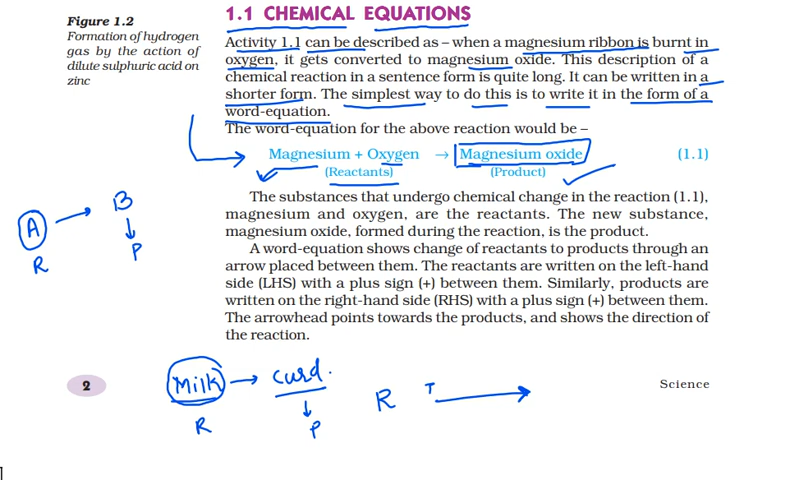 Figure 1.2
Formation of hydrogen
gas by the action of
dilute sulphuric acid on
zinc
1.1 CHEMICAL EQUATIONS
Activity 1.1 can be described as – when a magnesium ribbon is burnt in
oxygen, it gets converted to magnesium oxide. This description of a
chemical reaction in a sentence form is quite long. It can be written in a
shorter form. The simplest way to do this is to write it in the form of a
word-equation.
The word-equation for the above reaction would be –
Magnesium + Oxygen → Magnesium oxide (1.1)
(Reactants) (Product)
The substances that undergo chemical change in the reaction (1.1),
magnesium and oxygen, are the reactants. The new substance,
magnesium oxide, formed during the reaction, is the product.
A → B
R P
A word-equation shows change of reactants to products through an
arrow placed between them. The reactants are written on the left-hand
side (LHS) with a plus sign (+) between them. Similarly, products are
written on the right-hand side (RHS) with a plus sign (+) between them.
The arrowhead points towards the products, and shows the direction of
the reaction.
Milk → curd.
R P
R →
2 Science